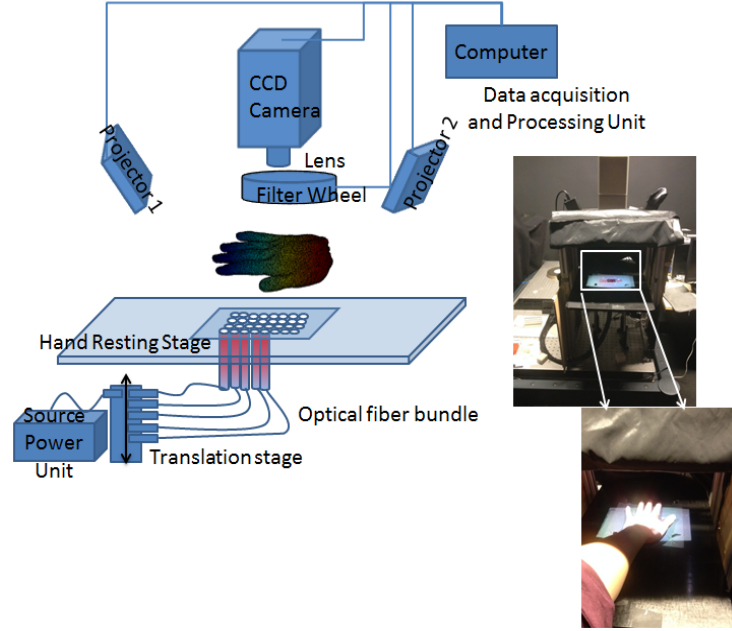 Computer
CCD
Camera
Data acquisition
and Processing Unit
Projector 1
Projector 2
Lens
Filter Wheel
Hand Resting Stage
Optical fiber bundle
Source
Power
Unit
Translation stage